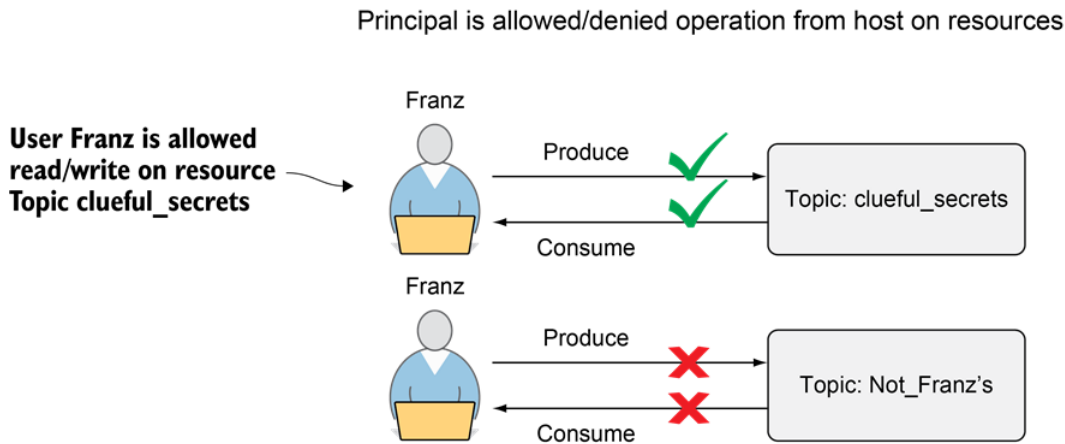 Principal is allowed/denied operation from host on resources
Franz
User Franz is allowed
read/write on resource
Topic clueful_secrets
Produce
Topic: clueful_secrets
Consume
Franz
Produce
Topic: Not_Franz's
Consume